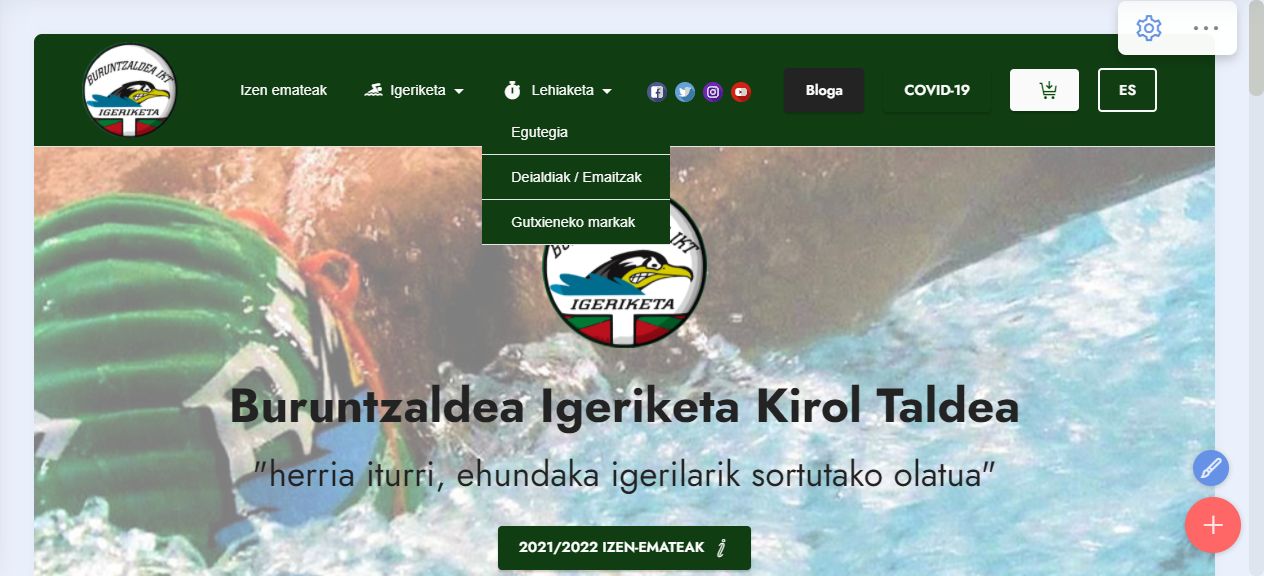 BURUNTZALDEA IKT
IGERIKETA
Izen emateak
Igeriketa
Lehiaketa
Bloga
COVID-19
ES
Egutegia
Deialdiak / Emaitzak
Gutxieneko markak
IGERIKETA
Buruntzaldea Igeriketa Kirol Taldea
"herria iturri, ehundaka igerilarik sortutako olatua"
2021/2022 IZEN-EMATEAK